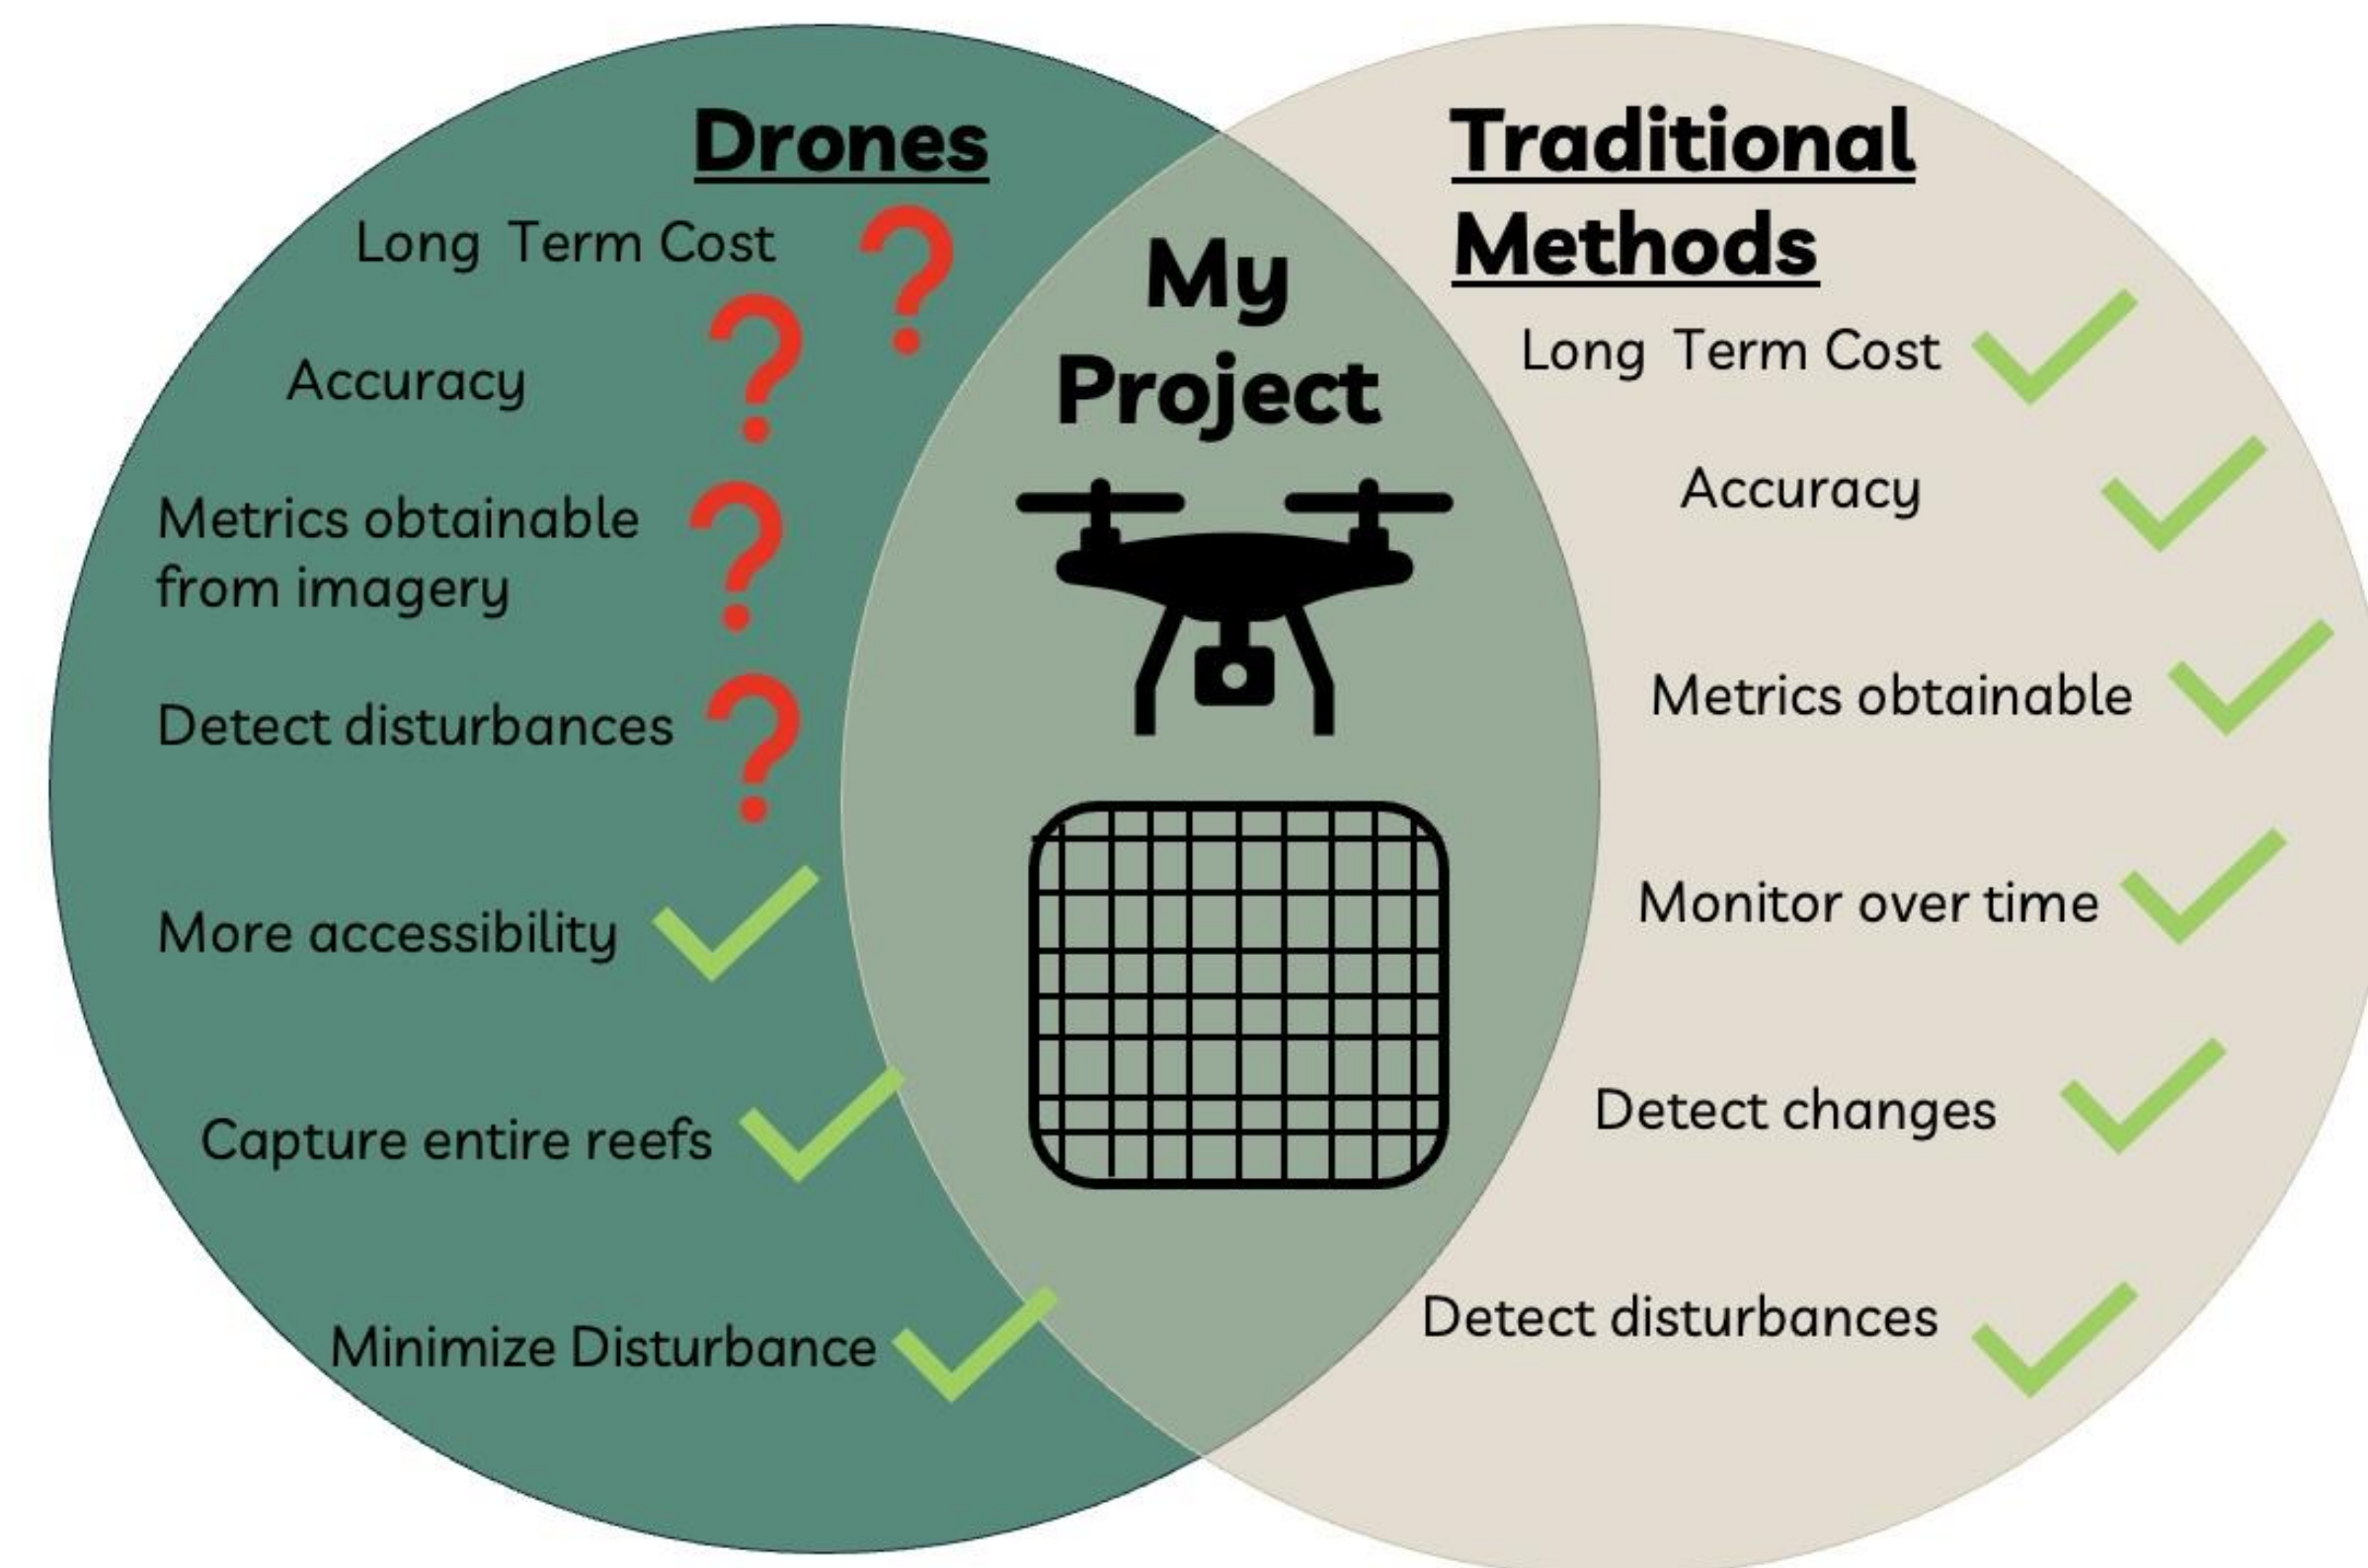 Drones
Long Term Cost
Accuracy
Metrics obtainable
from imagery
Detect disturbances
More accessibility
Capture entire reefs
Minimize Disturbance
My
Project
Traditional
Methods
Long Term Cost
Accuracy
Metrics obtainable
Monitor over time
Detect changes
Detect disturbances